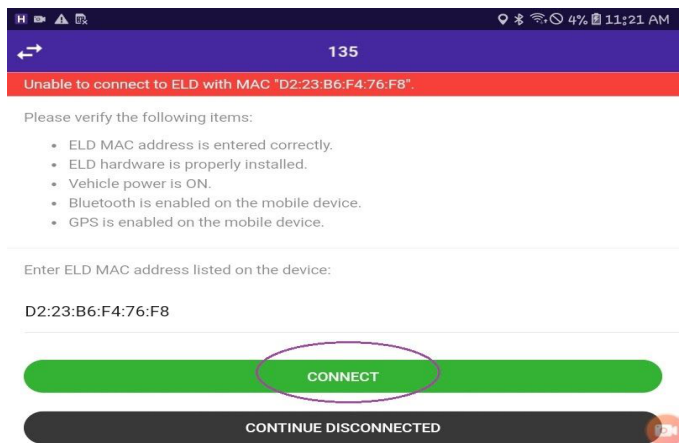 H 4% 11:21 AM
135
Unable to connect to ELD with MAC "D2:23:B6:F4:76:F8".
Please verify the following items:
• ELD MAC address is entered correctly.
• ELD hardware is properly installed.
• Vehicle power is ON.
• Bluetooth is enabled on the mobile device.
• GPS is enabled on the mobile device.
Enter ELD MAC address listed on the device:
D2:23:B6:F4:76:F8
CONNECT
CONTINUE DISCONNECTED